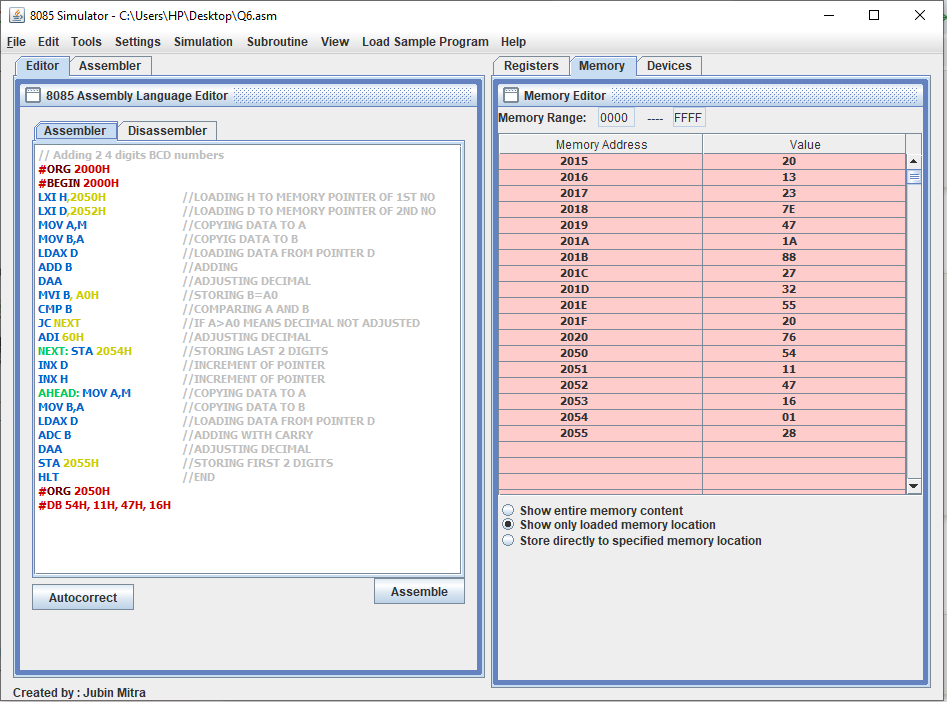 8085 Simulator - C:\Users\HP\Desktop\Q6.asm
File Edit Tools Settings Simulation Subroutine View Load Sample Program Help
Editor Assembler
8085 Assembly Language Editor
Assembler Disassembler
// Adding 2 4 digits BCD numbers
#ORG 2000H
#BEGIN 2000H
LXI H,2050H //LOADING H TO MEMORY POINTER OF 1ST NO
LXI D,2052H //LOADING D TO MEMORY POINTER OF 2ND NO
MOV A,M //COPYING DATA TO A
MOV B,A //COPYIG DATA TO B
LDAX D //LOADING DATA FROM POINTER D
ADD B //ADDING
DAA //ADJUSTING DECIMAL
MVI B, A0H //STORING B=A0
CMP B //COMPARING A AND B
JC NEXT //IF A>A0 MEANS DECIMAL NOT ADJUSTED
ADI 60H //ADJUSTING DECIMAL
NEXT: STA 2054H //STORING LAST 2 DIGITS
INX D //INCREMENT OF POINTER
INX H //INCREMENT OF POINTER
AHEAD: MOV A,M //COPYING DATA TO A
MOV B,A //COPYING DATA TO B
LDAX D //LOADING DATA FROM POINTER D
ADC B //ADDING WITH CARRY
DAA //ADJUSTING DECIMAL
STA 2055H //STORING FIRST 2 DIGITS
HLT //END
#ORG 2050H
#DB 54H, 11H, 47H, 16H
Autocorrect Assemble
Registers Memory Devices
Memory Editor
Memory Range: 0000 ---- FFFF
Memory Address Value
2015 20
2016 13
2017 23
2018 7E
2019 47
201A 1A
201B 88
201C 27
201D 32
201E 55
201F 20
2020 76
2050 54
2051 11
2052 47
2053 16
2054 01
2055 28
Show entire memory content
Show only loaded memory location
Store directly to specified memory location
Created by : Jubin Mitra